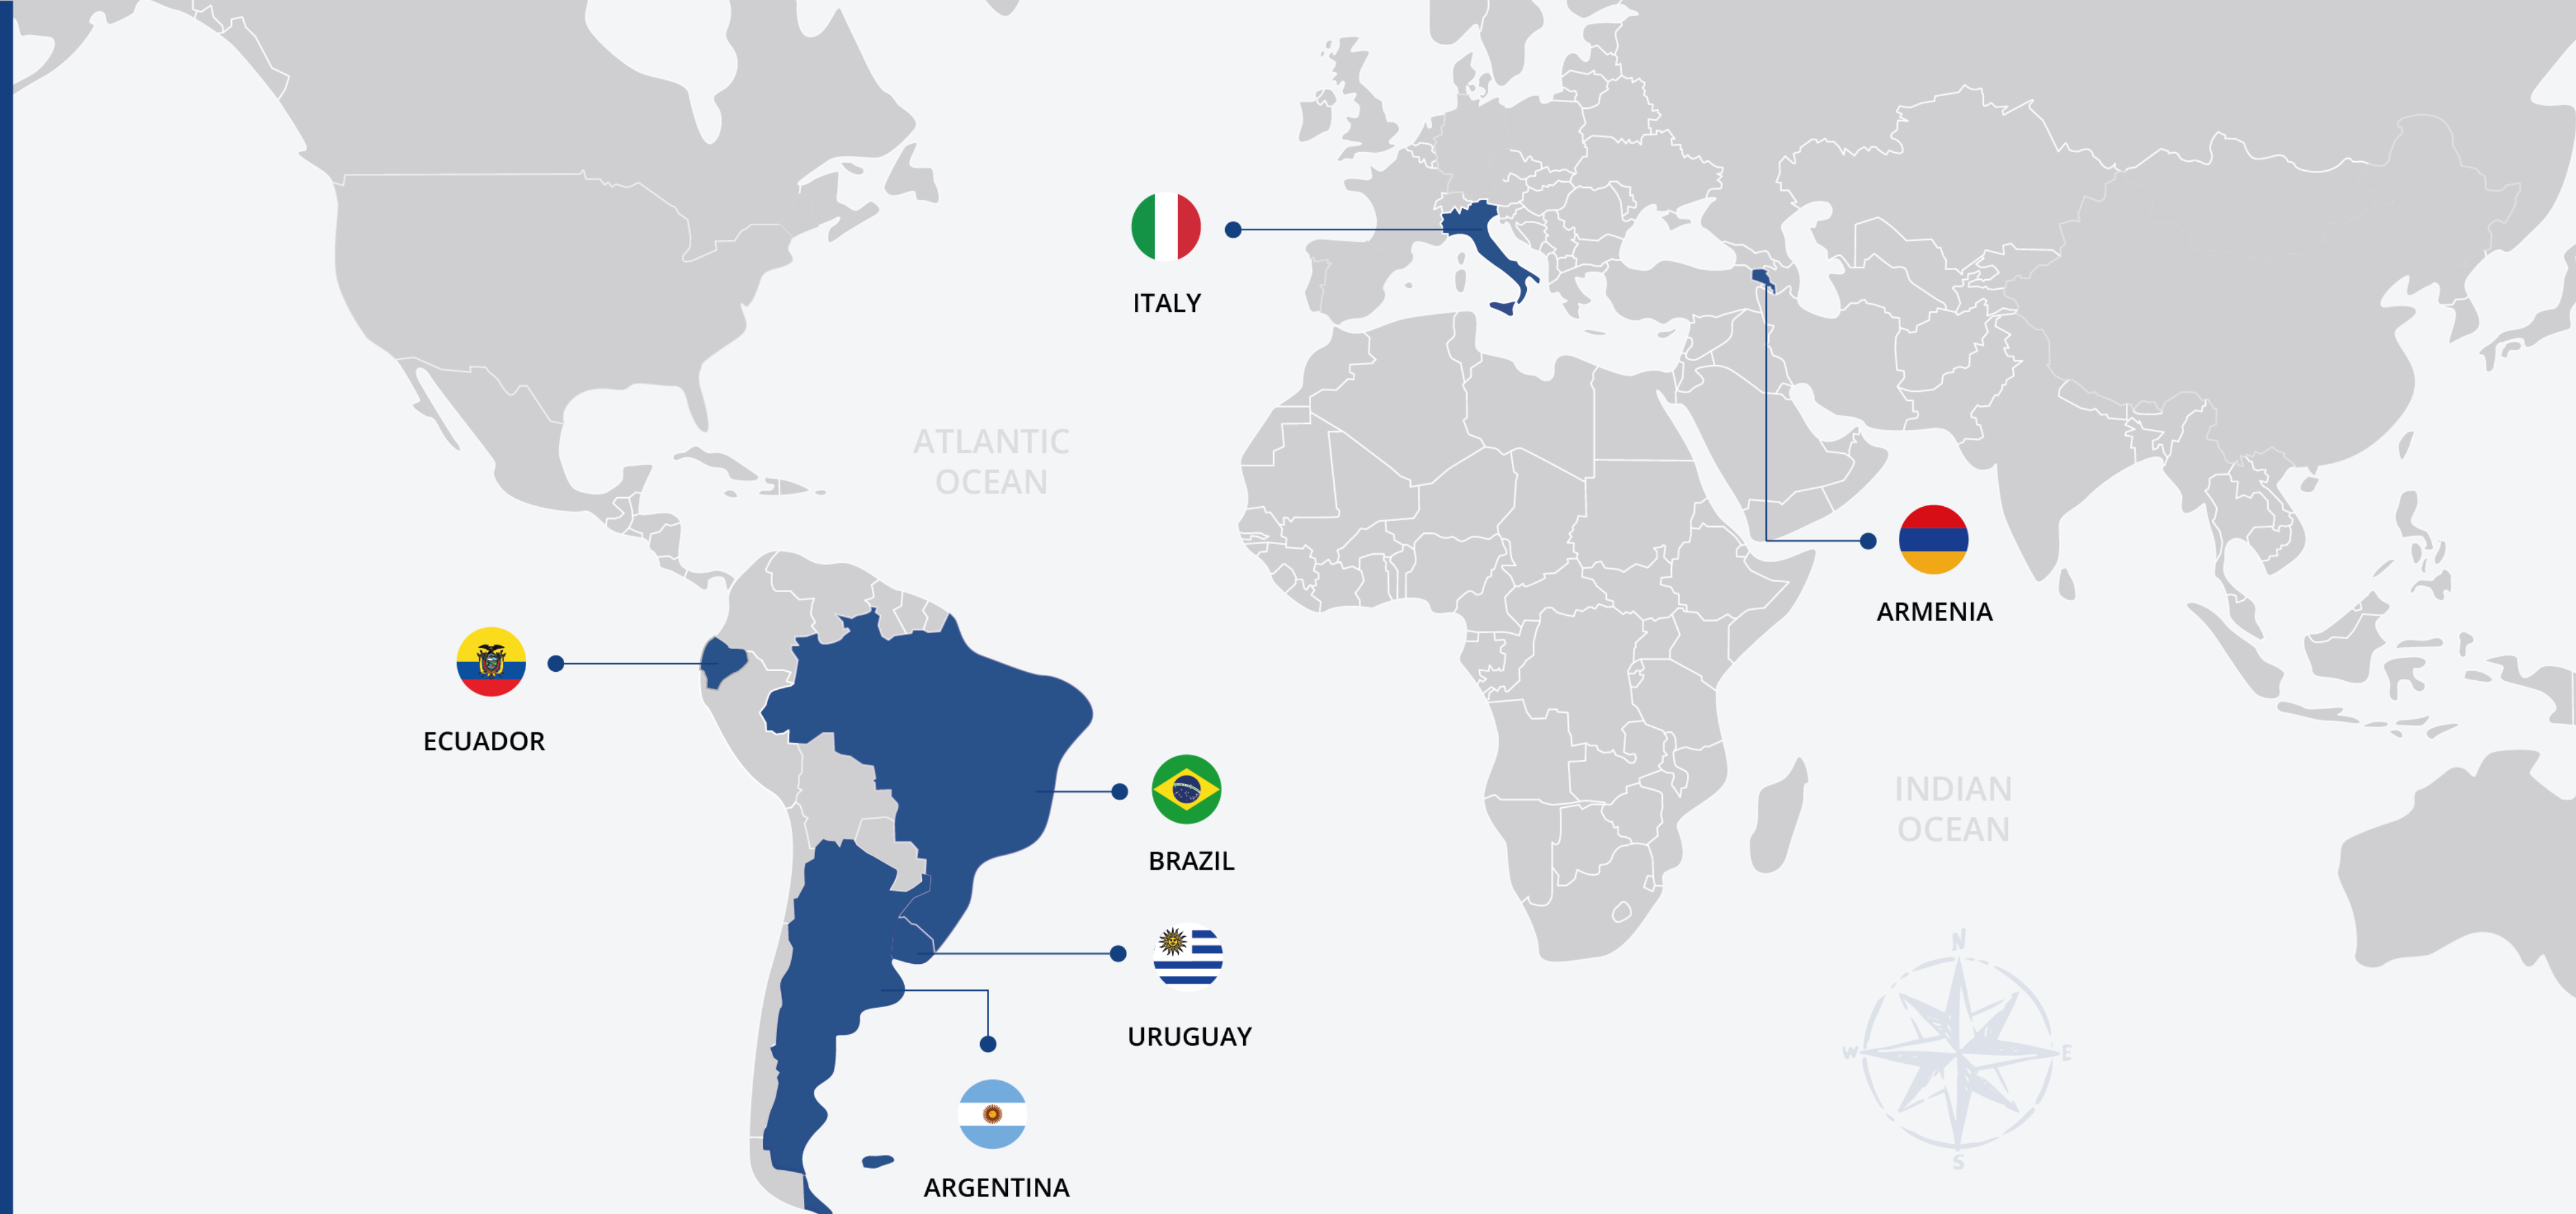 ITALY
ATLANTIC
OCEAN
ARMENIA
ECUADOR
BRAZIL
INDIAN
OCEAN
N
W
E
S
URUGUAY
ARGENTINA